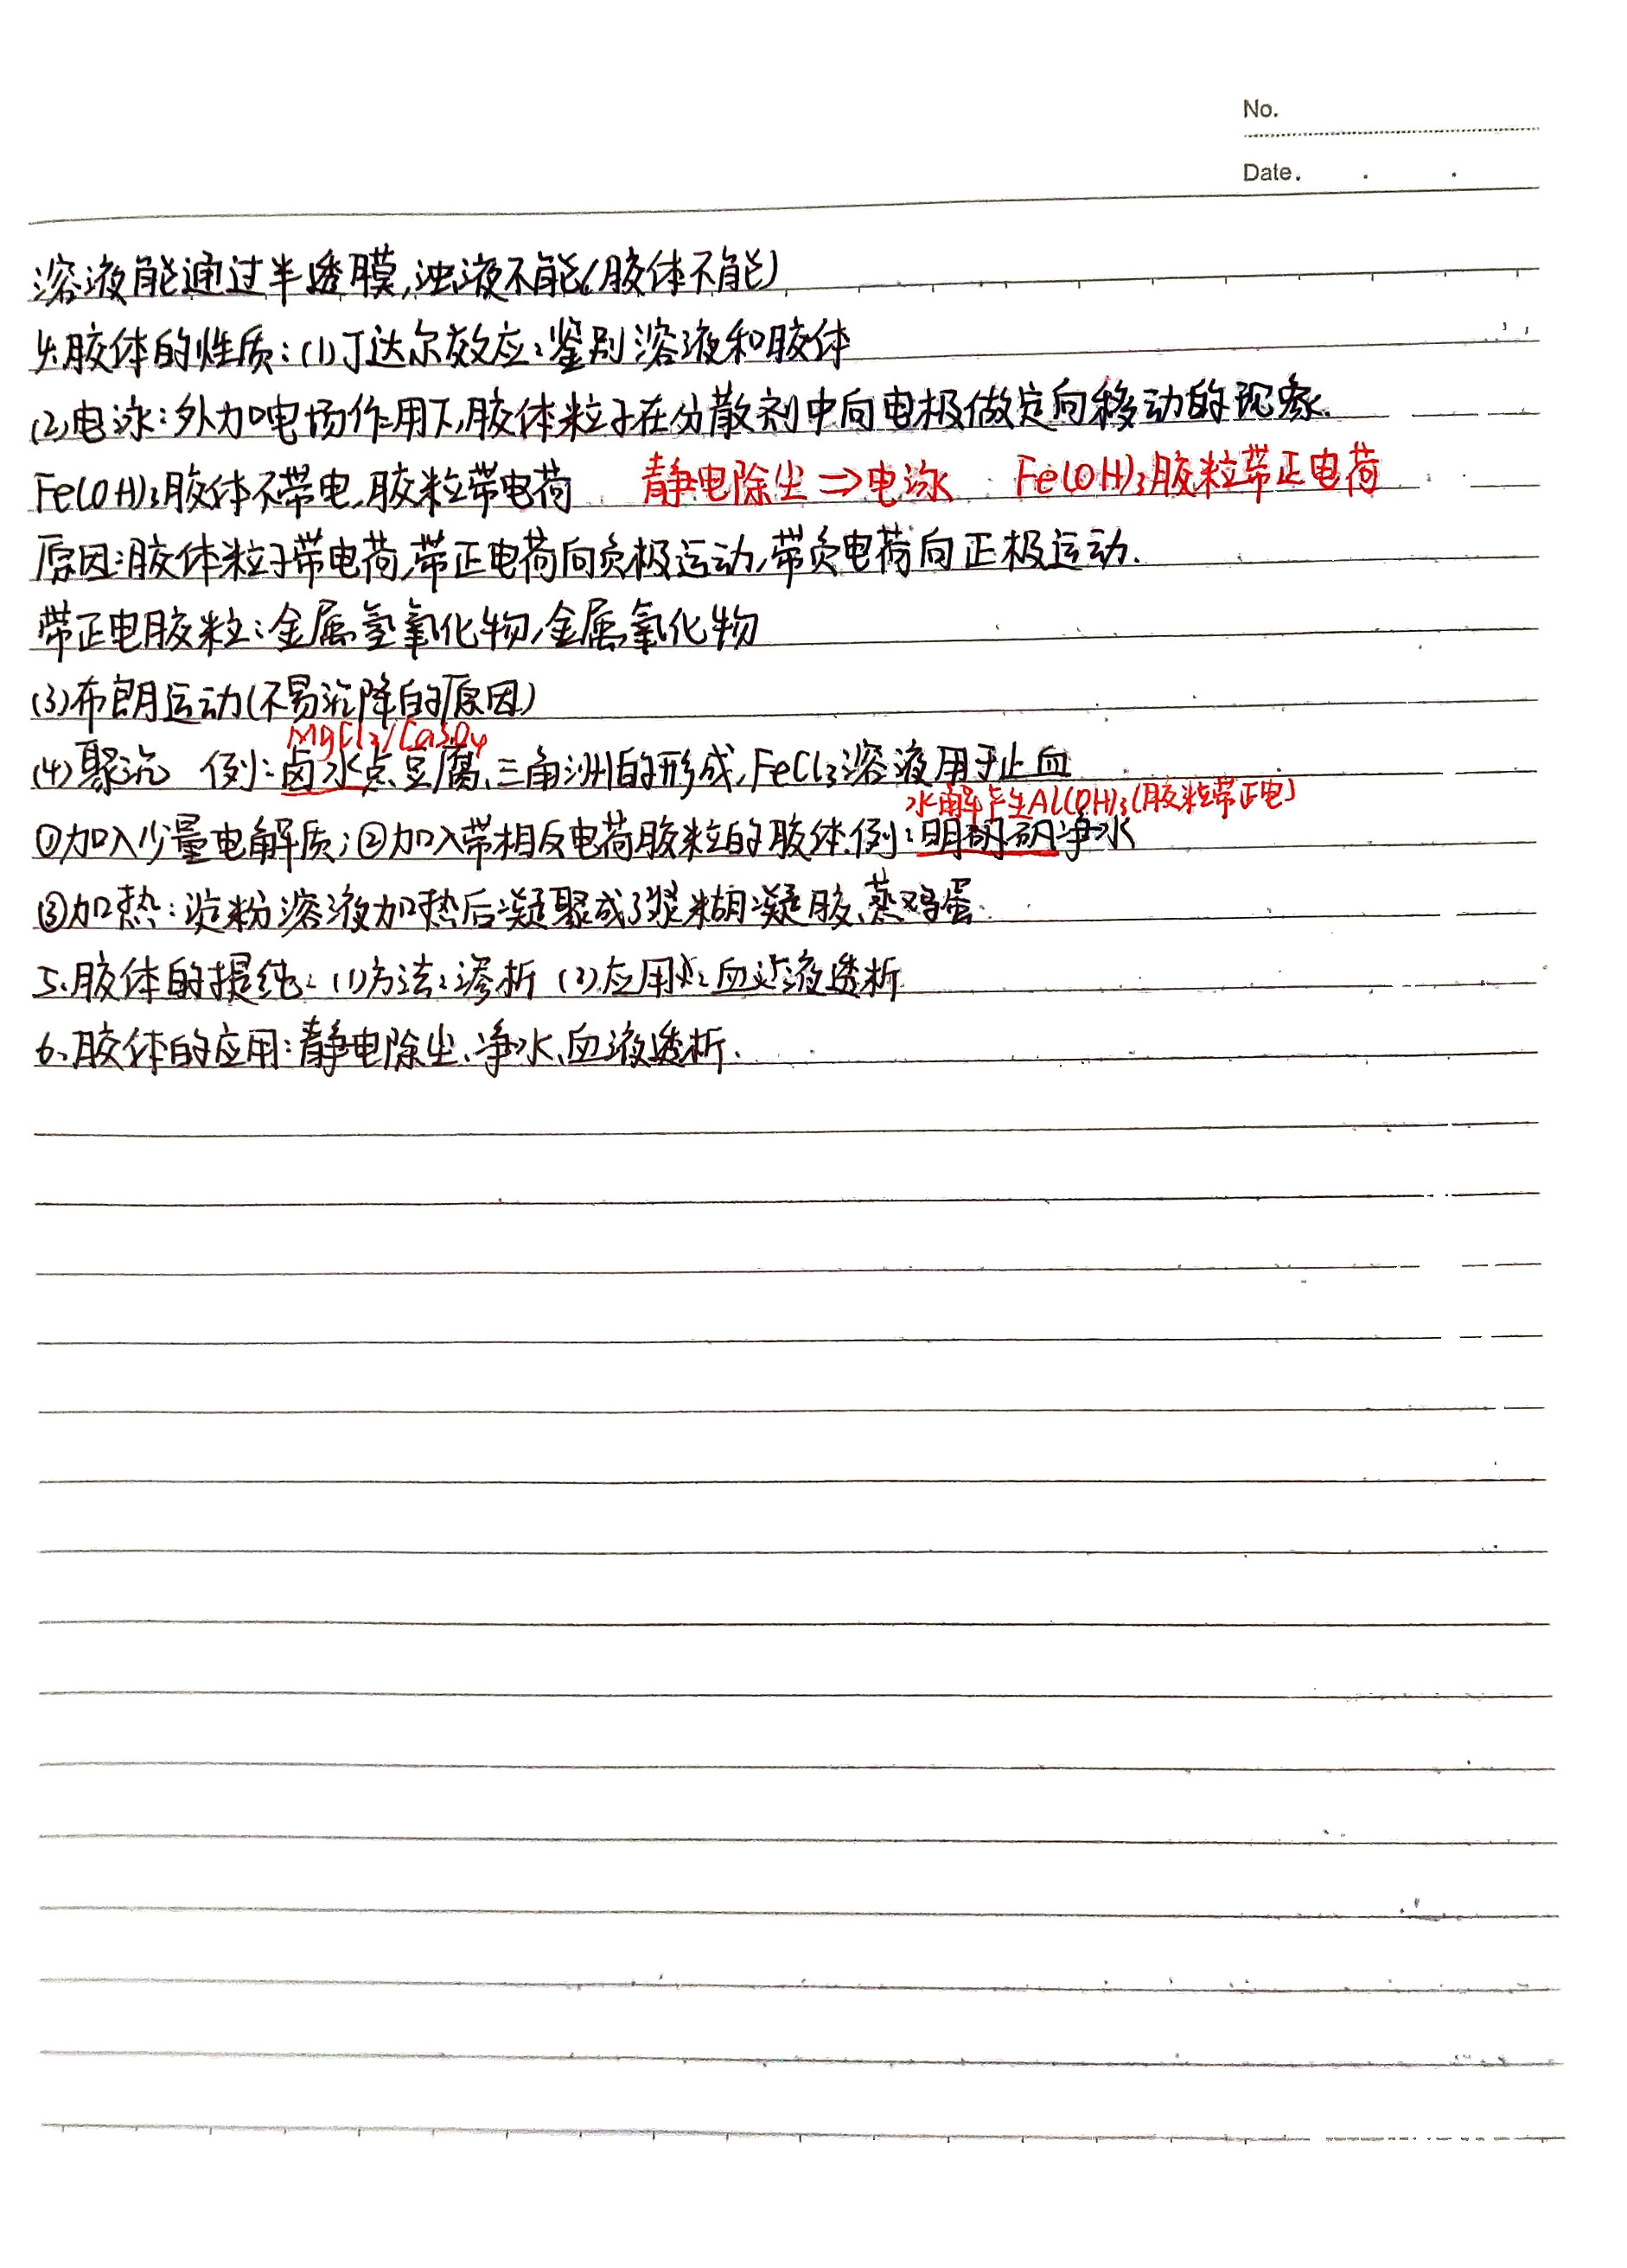 No.
Date.
溶液能通过半透膜,浊液不能(胶体不能)
4.胶体的性质:(1)丁达尔效应:鉴别溶液和胶体
(2)电泳:外加电场作用下,胶体粒子在分散剂中向电极做定向移动的现象.
Fe(OH)₃胶体不带电,胶粒带电荷 静电除尘⇒电泳 Fe(OH)₃胶粒带正电荷
原因:胶体粒子带电荷,带正电荷向负极运动,带负电荷向正极运动.
带正电胶粒:金属氢氧化物,金属氧化物
(3)布朗运动(不易沉降的原因)
MgCl₂/CaSO₄
(4)聚沉 例:卤水点豆腐、三角洲的形成,FeCl₃溶液用于止血
水解产生Al(OH)₃(胶粒带正电)
①加入少量电解质;②加入带相反电荷胶粒的胶体.例:明矾净水
③加热:淀粉溶液加热后凝聚成了浆糊凝胶、蒸鸡蛋
5.胶体的提纯:(1)方法:渗析 (2)应用:血液透析
6.胶体的应用:静电除尘、净水、血液透析.